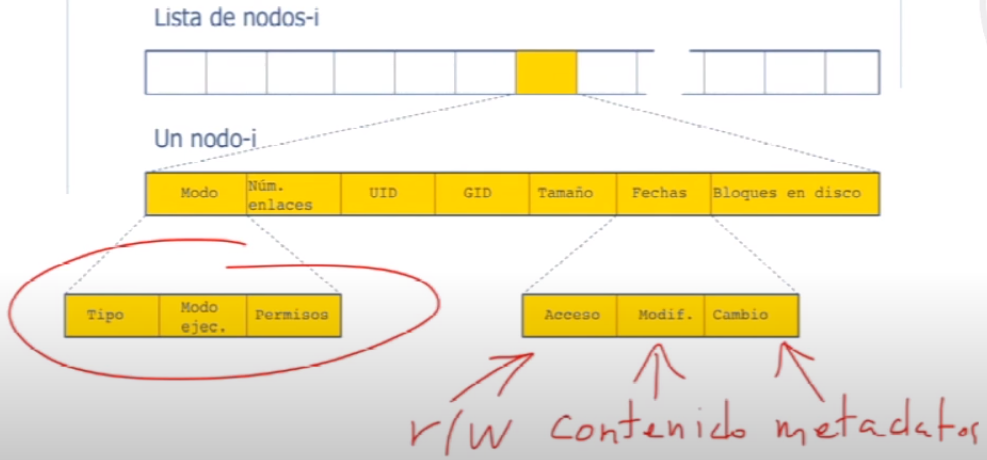 Lista de nodos-i
Un nodo-i
Modo
Núm. enlaces
UID
GID
Tamaño
Fechas
Bloques en disco
Tipo
Modo ejec.
Permisos
Acceso
Modif.
Cambio
r/w contenido metadatos